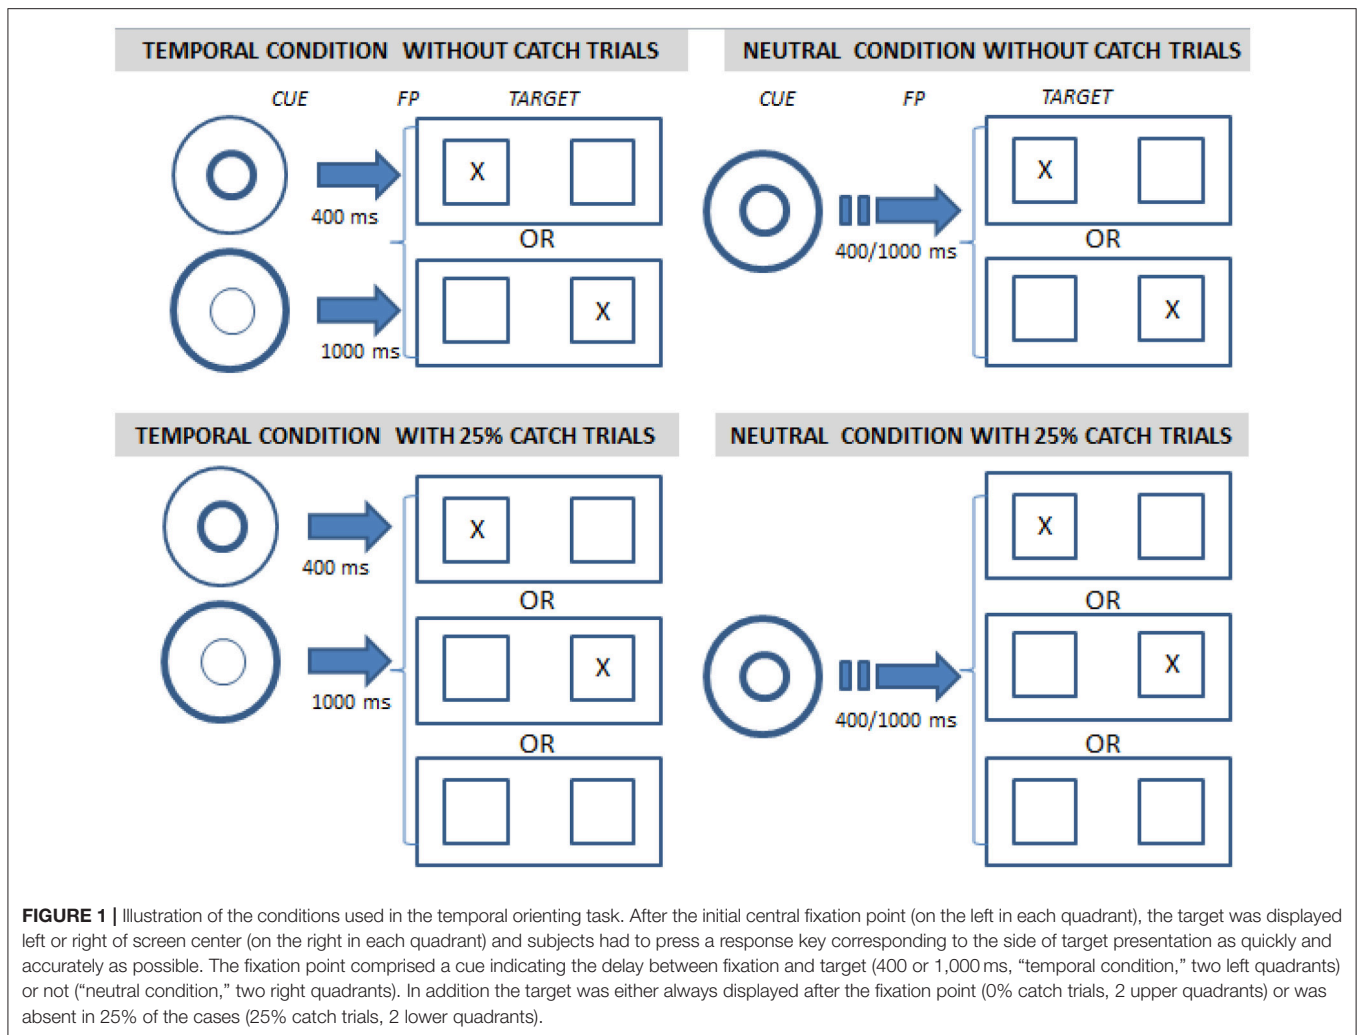 TEMPORAL CONDITION WITHOUT CATCH TRIALS
CUE FP TARGET
400 ms
X
OR
1000 ms
X
NEUTRAL CONDITION WITHOUT CATCH TRIALS
CUE FP TARGET
400/1000 ms
X
OR
X
TEMPORAL CONDITION WITH 25% CATCH TRIALS
400 ms
X
OR
1000 ms
X
OR
NEUTRAL CONDITION WITH 25% CATCH TRIALS
X
OR
400/1000 ms
X
OR
FIGURE 1 | Illustration of the conditions used in the temporal orienting task. After the initial central fixation point (on the left in each quadrant), the target was displayed
left or right of screen center (on the right in each quadrant) and subjects had to press a response key corresponding to the side of target presentation as quickly and
accurately as possible. The fixation point comprised a cue indicating the delay between fixation and target (400 or 1,000 ms, “temporal condition,” two left quadrants)
or not (“neutral condition,” two right quadrants). In addition the target was either always displayed after the fixation point (0% catch trials, 2 upper quadrants) or was
absent in 25% of the cases (25% catch trials, 2 lower quadrants).